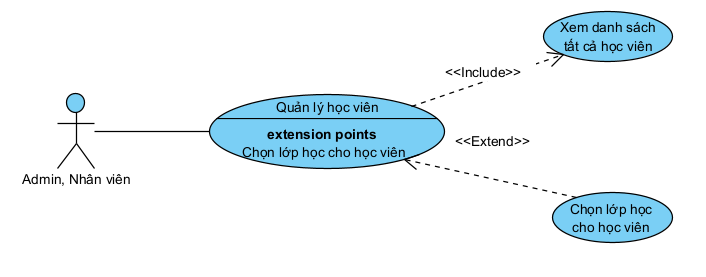 Xem danh sách
tất cả học viên
<<Include>>
Quản lý học viên
extension points
Chọn lớp học cho học viên
<<Extend>>
Admin, Nhân viên
Chọn lớp học
cho học viên